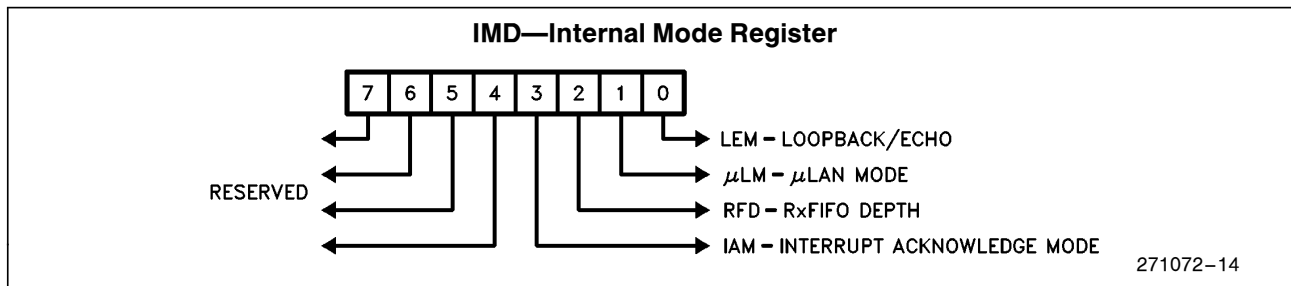 IMD—Internal Mode Register
7 6 5 4 3 2 1 0
LEM – LOOPBACK/ECHO
μLM – μLAN MODE
RESERVED
RFD – RxFIFO DEPTH
IAM – INTERRUPT ACKNOWLEDGE MODE
271072–14